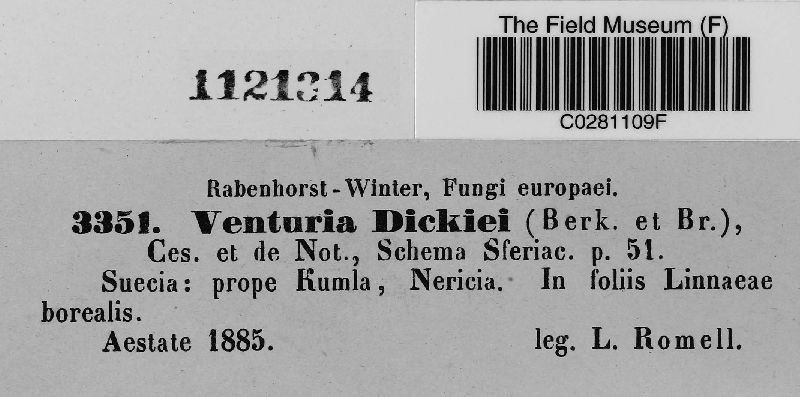 The Field Museum (F)
1121314
C0281109F
Rabenhorst-Winter, Fungi europaei.
3351. Venturia Dickiei (Berk. et Br.),
Ces. et de Not., Schema Sferiac. p. 51.
Suecia: prope Kumla, Nericia. In foliis Linnaeae
borealis.
Aestate 1885. leg. L. Romell.